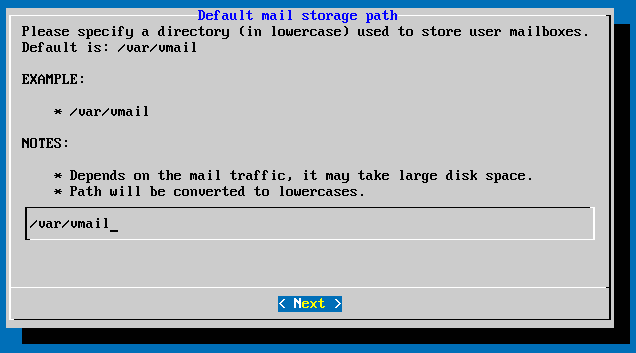 Default mail storage path
Please specify a directory (in lowercase) used to store user mailboxes.
Default is: /var/vmail
EXAMPLE:
* /var/vmail
NOTES:
* Depends on the mail traffic, it may take large disk space.
* Path will be converted to lowercases.
/var/vmail_
< Next >